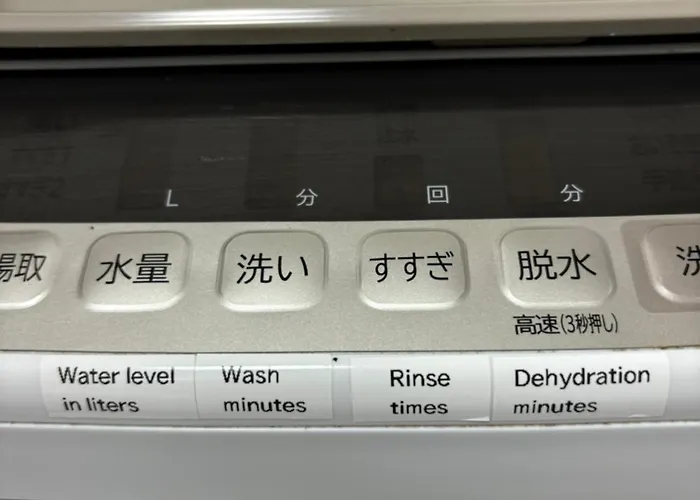 L 分 回 分
湯取 水量 洗い すすぎ 脱水 洗
高速(3秒押し)
Water level Wash Rinse Dehydration
in liters minutes times minutes